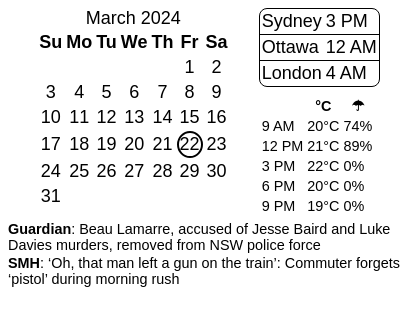 March 2024
Su Mo Tu We Th Fr Sa
1 2
3 4 5 6 7 8 9
10 11 12 13 14 15 16
17 18 19 20 21 22 23
24 25 26 27 28 29 30
31
Sydney 3 PM
Ottawa 12 AM
London 4 AM
°C ☂
9 AM 20°C 74%
12 PM 21°C 89%
3 PM 22°C 0%
6 PM 20°C 0%
9 PM 19°C 0%
Guardian: Beau Lamarre, accused of Jesse Baird and Luke
Davies murders, removed from NSW police force
SMH: ‘Oh, that man left a gun on the train’: Commuter forgets
‘pistol’ during morning rush